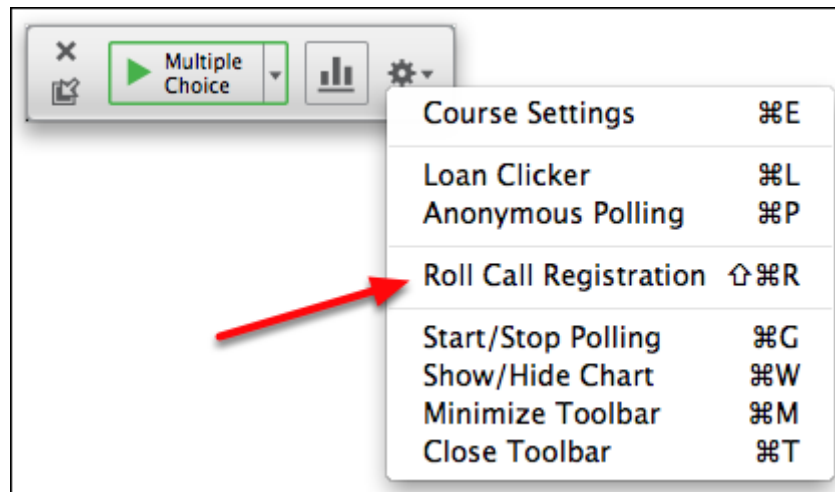 Multiple
Choice
Course Settings ⌘E
Loan Clicker ⌘L
Anonymous Polling ⌘P
Roll Call Registration ⇧⌘R
Start/Stop Polling ⌘G
Show/Hide Chart ⌘W
Minimize Toolbar ⌘M
Close Toolbar ⌘T